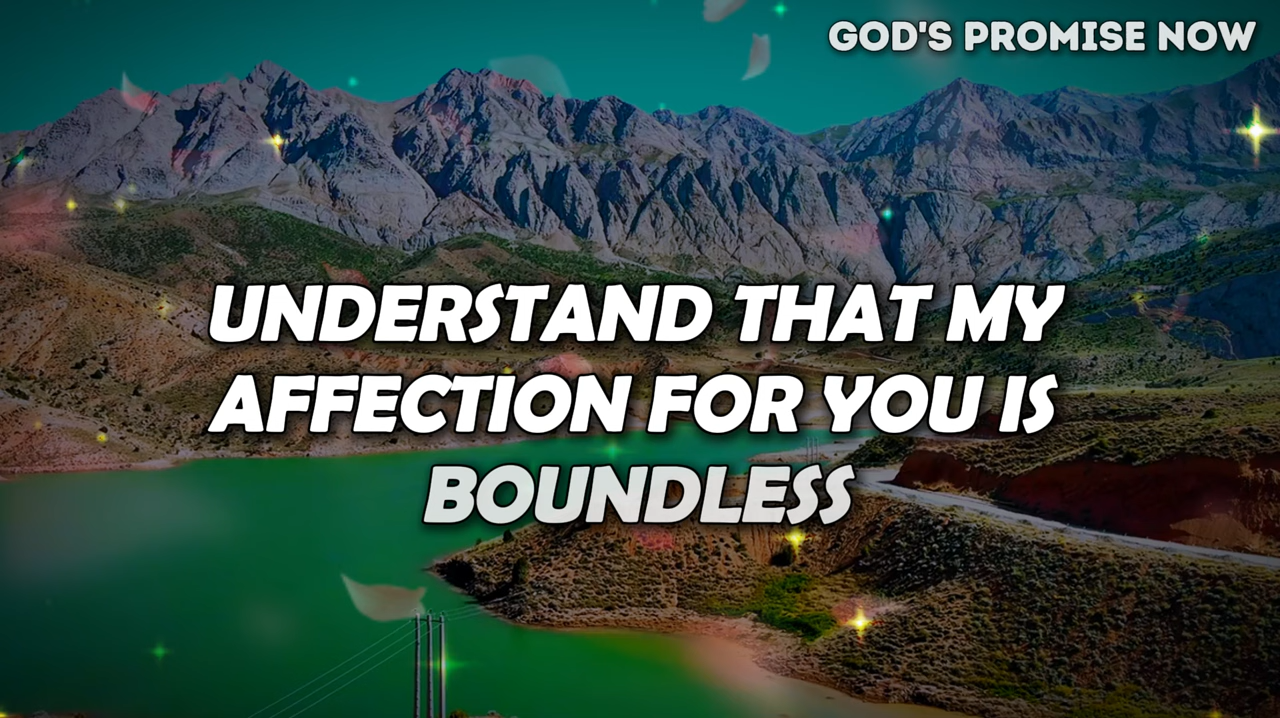 GOD'S PROMISE NOW
UNDERSTAND THAT MY
AFFECTION FOR YOU IS
BOUNDLESS